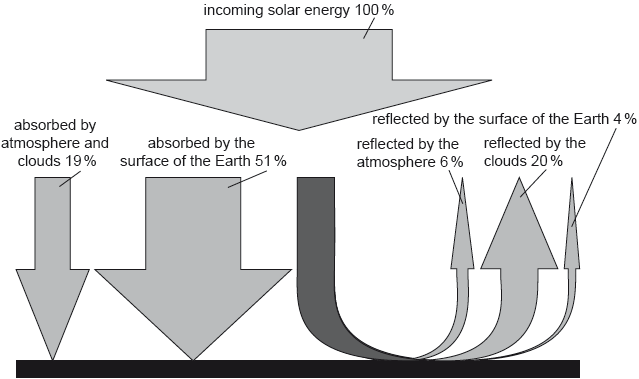 incoming solar energy 100%
absorbed by
atmosphere and
clouds 19%
absorbed by the
surface of the Earth 51%
reflected by the surface of the Earth 4%
reflected by the
atmosphere 6%
reflected by the
clouds 20%